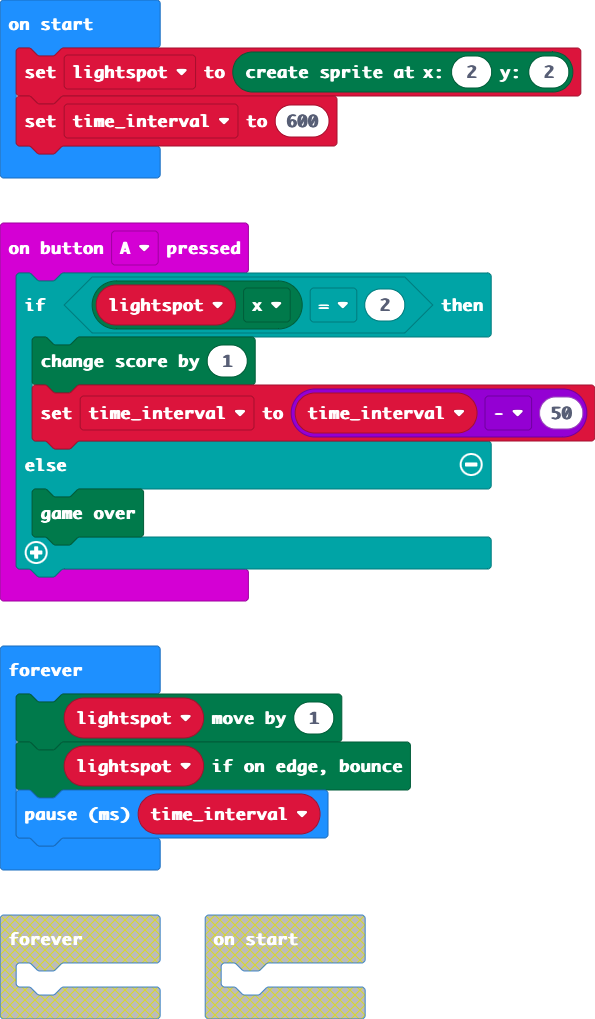 on start
set lightspot to create sprite at x: 2 y: 2
set time_interval to 600
on button A pressed
if lightspot x = 2 then
change score by 1
set time_interval to time_interval - 50
else
game over
forever
lightspot move by 1
lightspot if on edge, bounce
pause (ms) time_interval
forever
on start